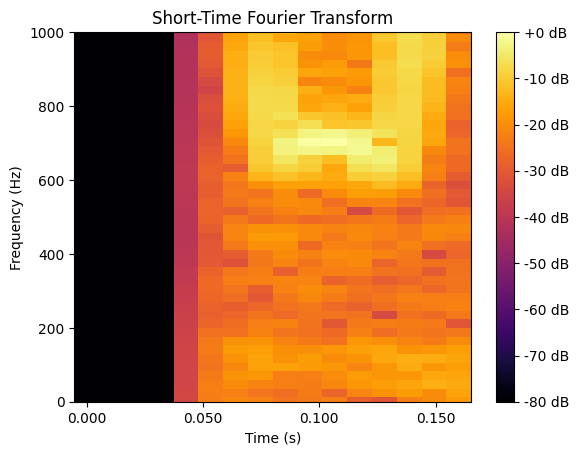 Short-Time Fourier Transform
1000
800
600
400
200
0
Frequency (Hz)
0.000
0.050
0.100
0.150
Time (s)
+0 dB
-10 dB
-20 dB
-30 dB
-40 dB
-50 dB
-60 dB
-70 dB
-80 dB